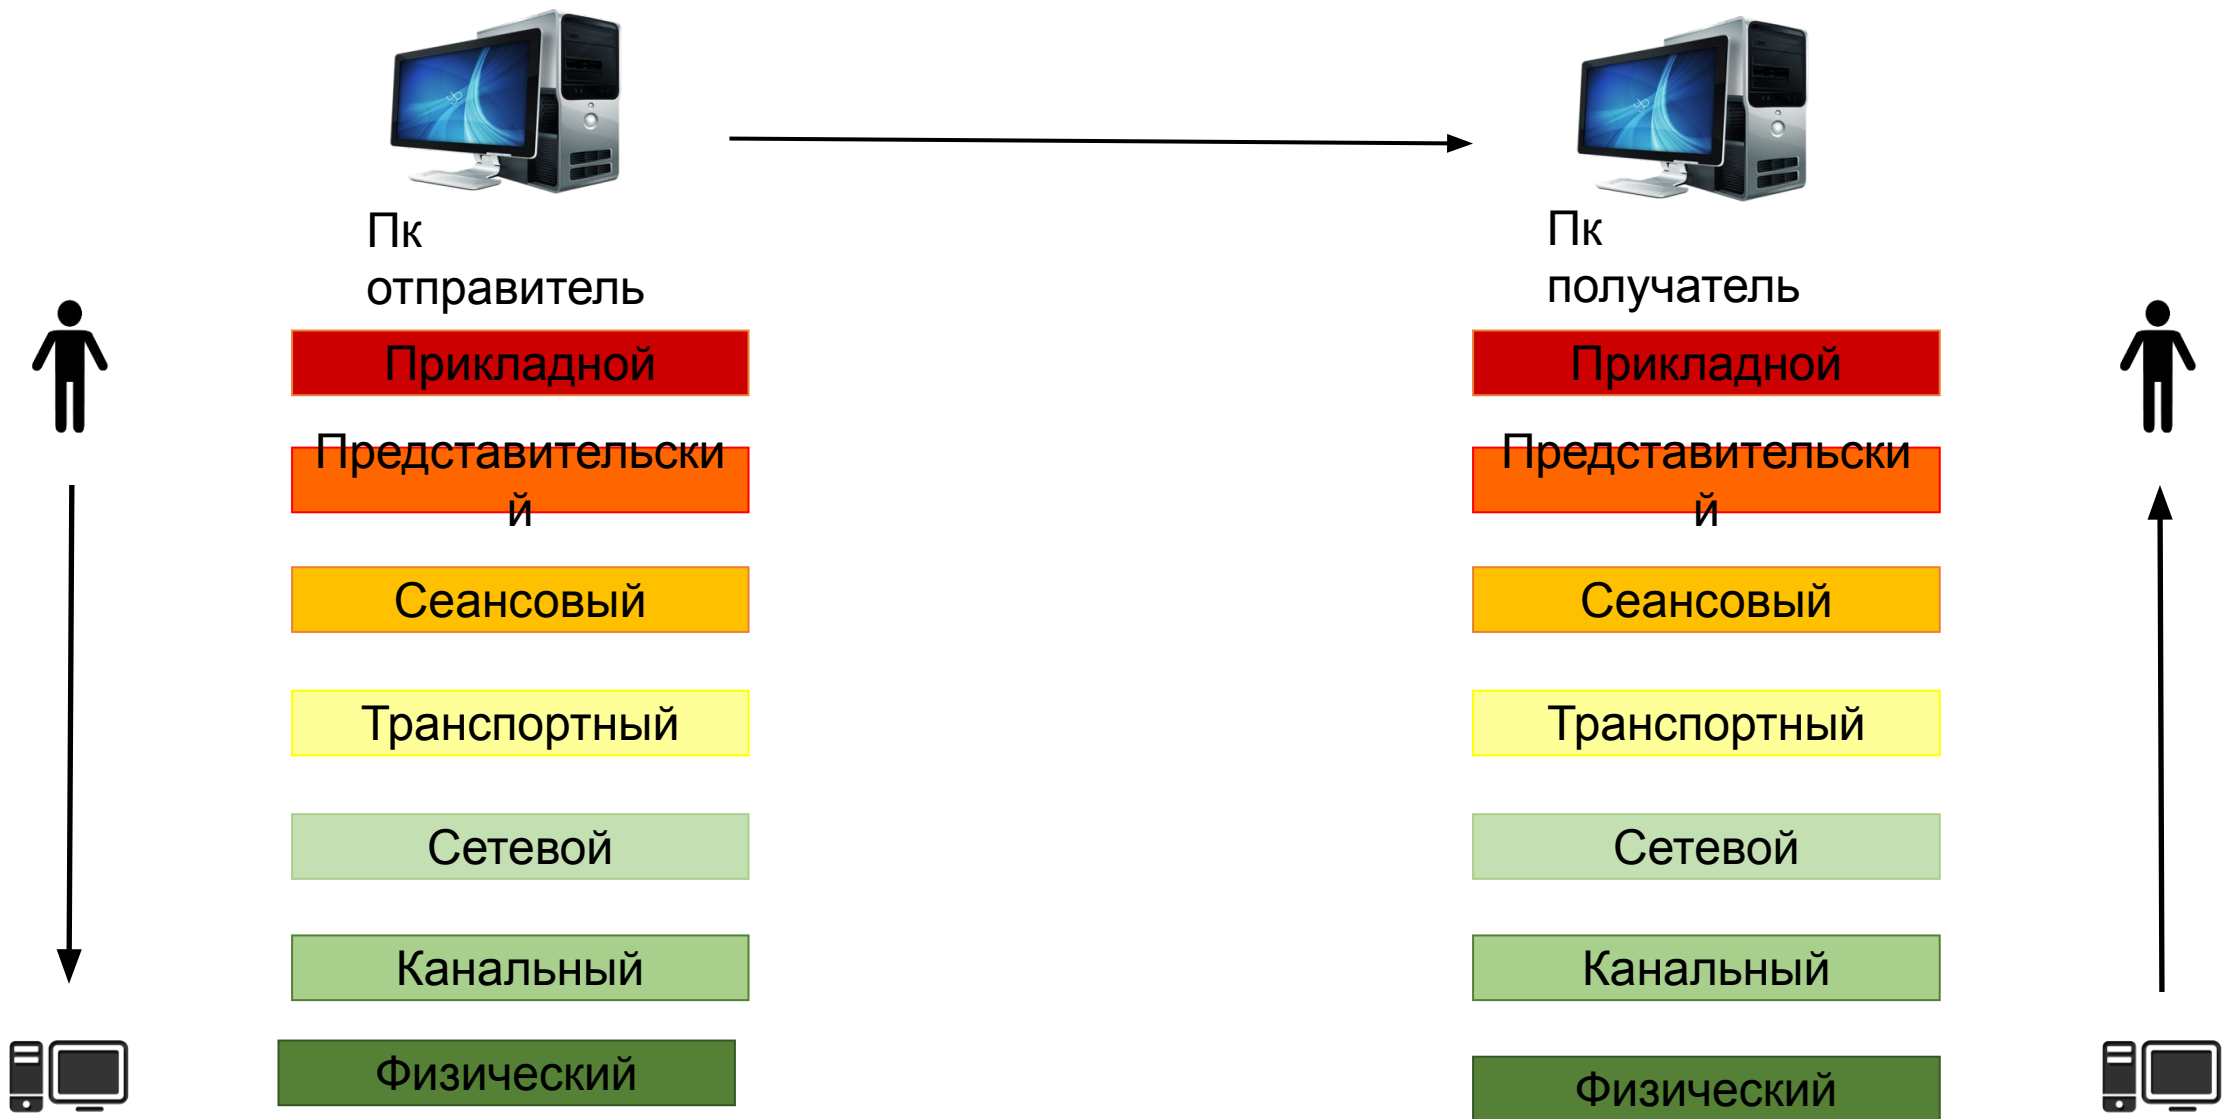 Пк
отправитель
Прикладной
Представительски
й
Сеансовый
Транспортный
Сетевой
Канальный
Физический
Пк
получатель
Прикладной
Представительски
й
Сеансовый
Транспортный
Сетевой
Канальный
Физический